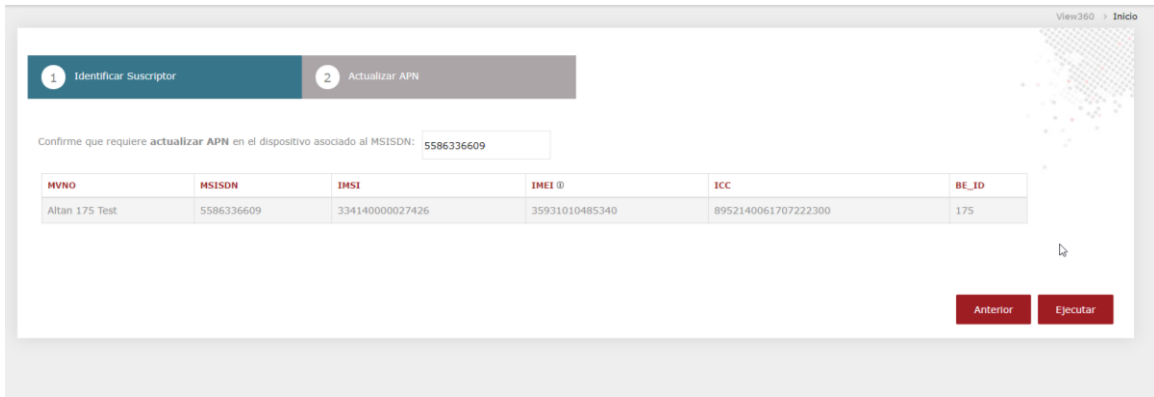 View360 > Inicio
1 Identificar Suscriptor 2 Actualizar APN
Confirme que requiere actualizar APN en el dispositivo asociado al MSISDN: 5586336609
MVNO MSISDN IMSI IMEI ① ICC BE_ID
Altan 175 Test 5586336609 334140000027426 35931010485340 8952140061707222300 175
Anterior Ejecutar